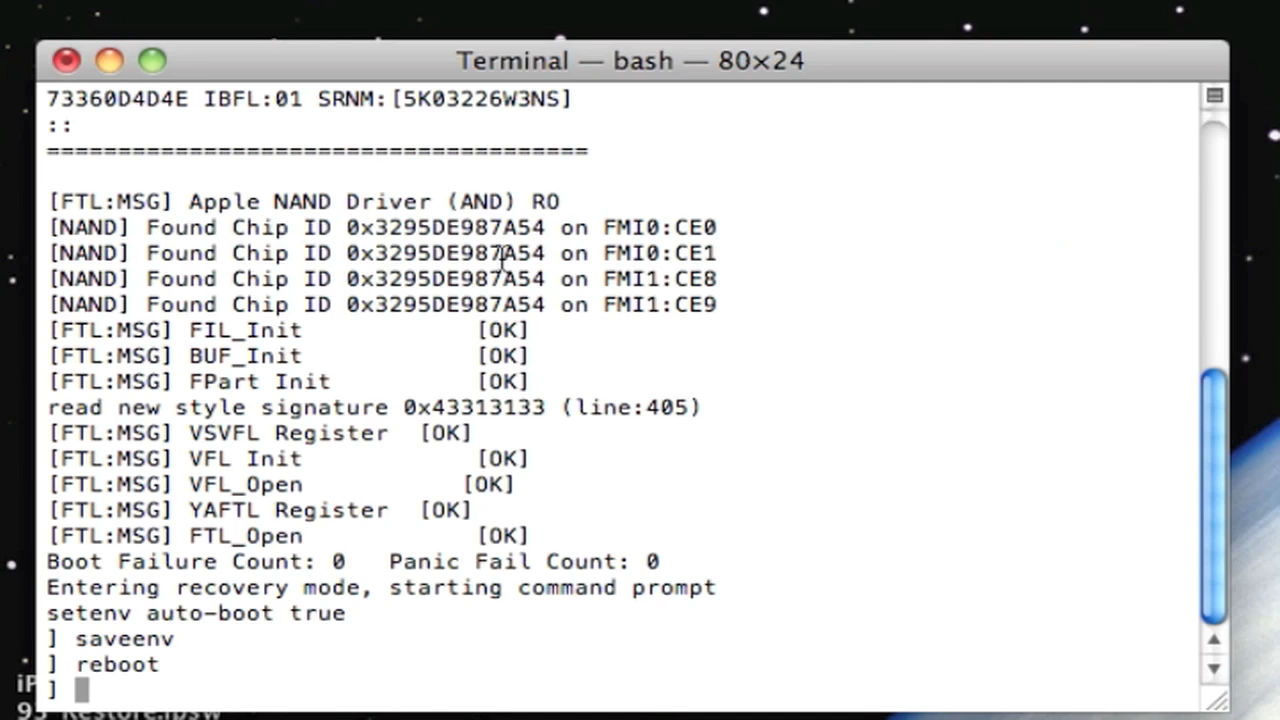 Terminal — bash — 80×24
73360D4D4E IBFL:01 SRNM:[5K03226W3NS]
::
======================================
[FTL:MSG] Apple NAND Driver (AND) RO
[NAND] Found Chip ID 0x3295DE987A54 on FMI0:CE0
[NAND] Found Chip ID 0x3295DE987A54 on FMI0:CE1
[NAND] Found Chip ID 0x3295DE987A54 on FMI1:CE8
[NAND] Found Chip ID 0x3295DE987A54 on FMI1:CE9
[FTL:MSG] FIL_Init [OK]
[FTL:MSG] BUF_Init [OK]
[FTL:MSG] FPart Init [OK]
read new style signature 0x43313133 (line:405)
[FTL:MSG] VSVFL Register [OK]
[FTL:MSG] VFL Init [OK]
[FTL:MSG] VFL_Open [OK]
[FTL:MSG] YAFTL Register [OK]
[FTL:MSG] FTL_Open [OK]
Boot Failure Count: 0 Panic Fail Count: 0
Entering recovery mode, starting command prompt
setenv auto-boot true
] saveenv
] reboot
]